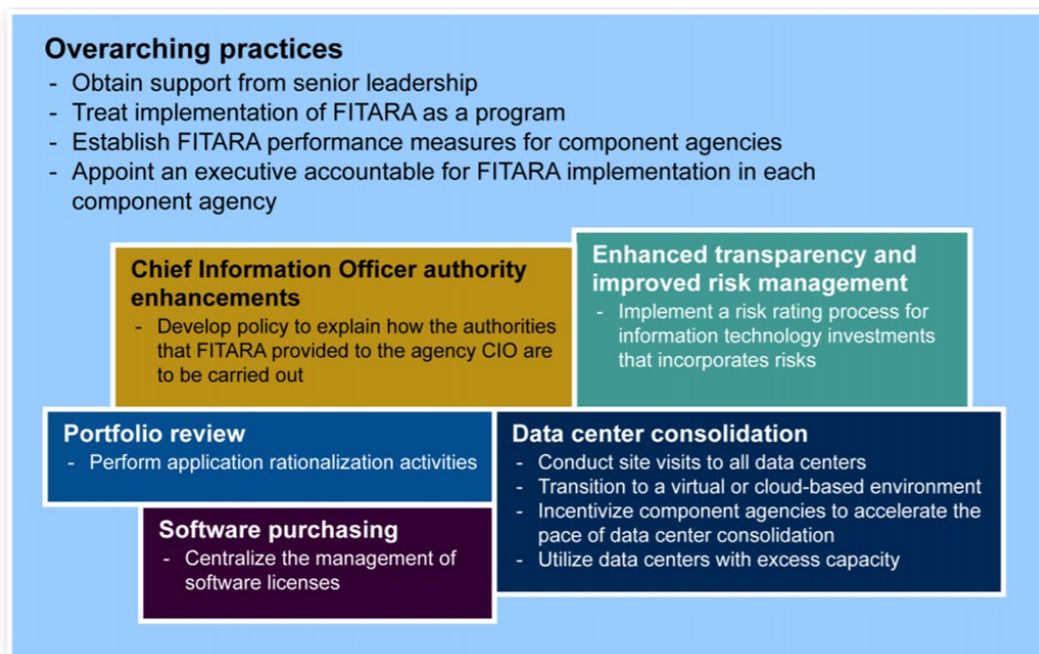 Overarching practices
- Obtain support from senior leadership
- Treat implementation of FITARA as a program
- Establish FITARA performance measures for component agencies
- Appoint an executive accountable for FITARA implementation in each
component agency
Chief Information Officer authority
enhancements
- Develop policy to explain how the authorities
that FITARA provided to the agency CIO are
to be carried out
Enhanced transparency and
improved risk management
- Implement a risk rating process for
information technology investments
that incorporates risks
Portfolio review
- Perform application rationalization activities
Data center consolidation
- Conduct site visits to all data centers
- Transition to a virtual or cloud-based environment
- Incentivize component agencies to accelerate the
pace of data center consolidation
- Utilize data centers with excess capacity
Software purchasing
- Centralize the management of
software licenses